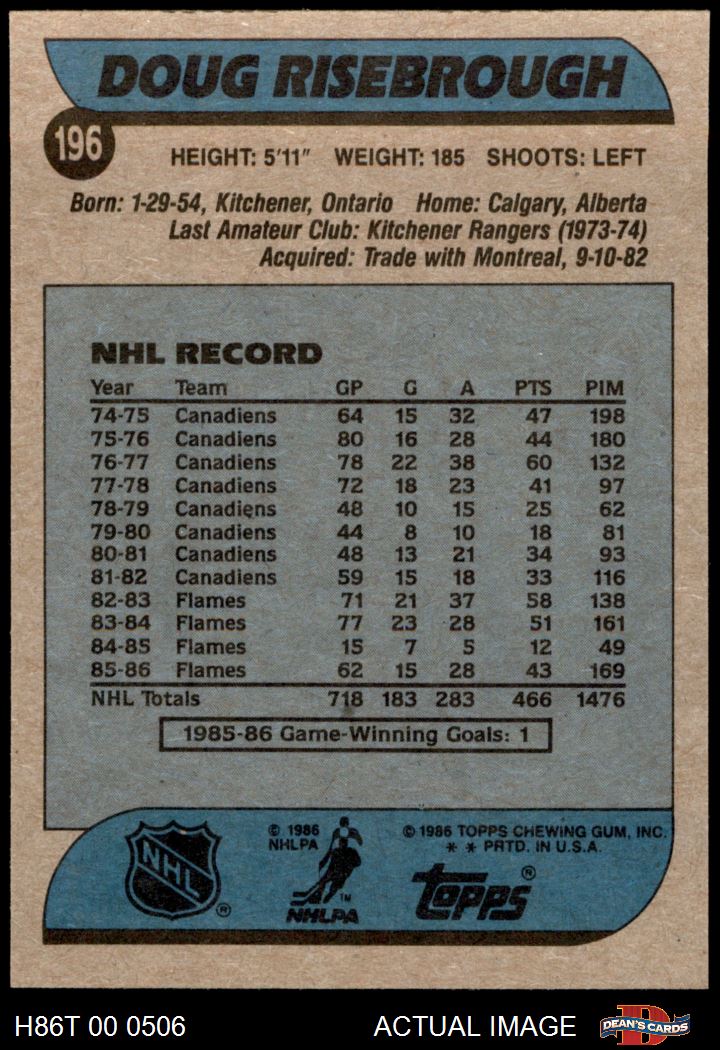 DOUG RISEBROUGH
196
HEIGHT: 5'11" WEIGHT: 185 SHOOTS: LEFT
Born: 1-29-54, Kitchener, Ontario Home: Calgary, Alberta
Last Amateur Club: Kitchener Rangers (1973-74)
Acquired: Trade with Montreal, 9-10-82
NHL RECORD
Year Team GP G A PTS PIM
74-75 Canadiens 64 15 32 47 198
75-76 Canadiens 80 16 28 44 180
76-77 Canadiens 78 22 38 60 132
77-78 Canadiens 72 18 23 41 97
78-79 Canadiens 48 10 15 25 62
79-80 Canadiens 44 8 10 18 81
80-81 Canadiens 48 13 21 34 93
81-82 Canadiens 59 15 18 33 116
82-83 Flames 71 21 37 58 138
83-84 Flames 77 23 28 51 161
84-85 Flames 15 7 5 12 49
85-86 Flames 62 15 28 43 169
NHL Totals 718 183 283 466 1476
1985-86 Game-Winning Goals: 1
NHL ®
© 1986
NHLPA
NHLPA ™
© 1986 TOPPS CHEWING GUM, INC.
* * PRTD. IN U.S.A.
topps ®
H86T 00 0506 ACTUAL IMAGE
D DEAN'S CARDS